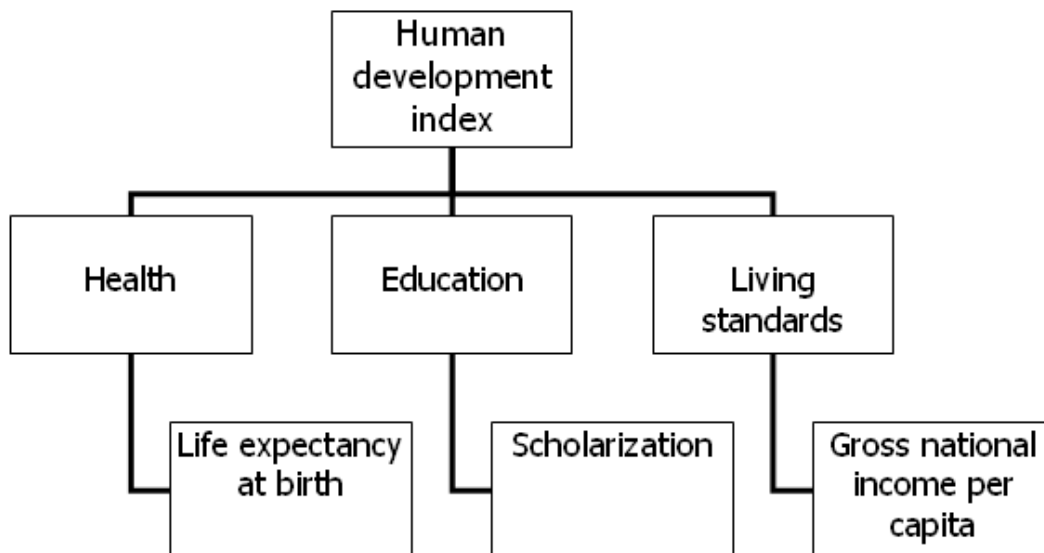 Human
development
index
Health
Education
Living
standards
Life expectancy
at birth
Scholarization
Gross national
income per
capita